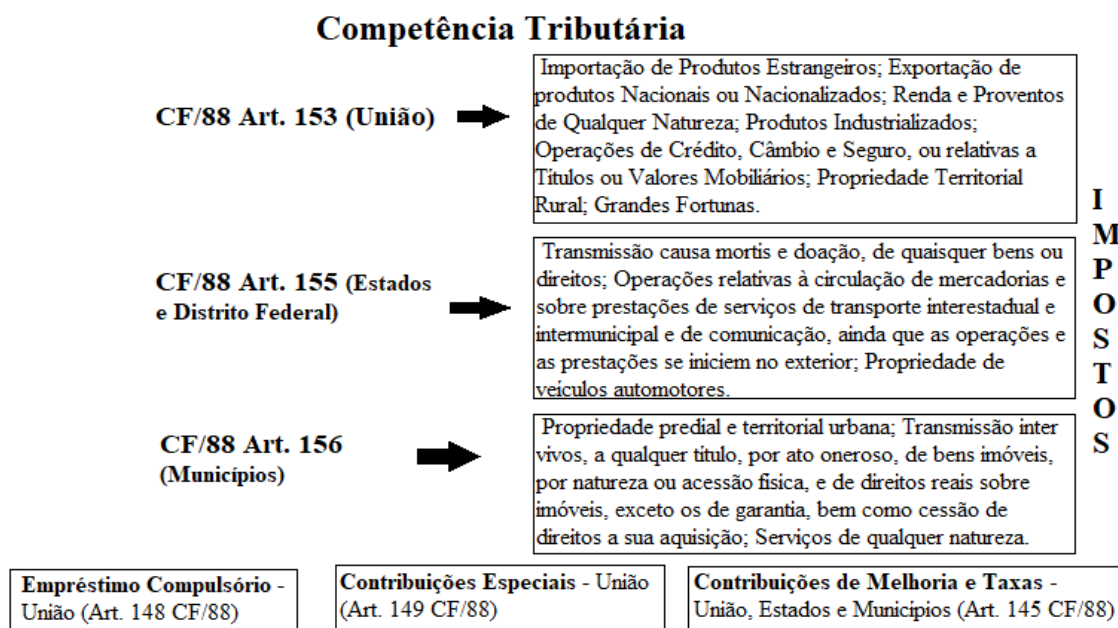 Competência Tributária
CF/88 Art. 153 (União)
Importação de Produtos Estrangeiros; Exportação de
produtos Nacionais ou Nacionalizados; Renda e Proventos
de Qualquer Natureza; Produtos Industrializados;
Operações de Crédito, Câmbio e Seguro, ou relativas a
Títulos ou Valores Mobiliários; Propriedade Territorial
Rural; Grandes Fortunas.
CF/88 Art. 155 (Estados
e Distrito Federal)
Transmissão causa mortis e doação, de quaisquer bens ou
direitos; Operações relativas à circulação de mercadorias e
sobre prestações de serviços de transporte interestadual e
intermunicipal e de comunicação, ainda que as operações e
as prestações se iniciem no exterior; Propriedade de
veículos automotores.
CF/88 Art. 156
(Municípios)
Propriedade predial e territorial urbana; Transmissão inter
vivos, a qualquer título, por ato oneroso, de bens imóveis,
por natureza ou acessão física, e de direitos reais sobre
imóveis, exceto os de garantia, bem como cessão de
direitos a sua aquisição; Serviços de qualquer natureza.
IMPOSTOS
Empréstimo Compulsório -
União (Art. 148 CF/88)
Contribuições Especiais - União
(Art. 149 CF/88)
Contribuições de Melhoria e Taxas -
União, Estados e Municípios (Art. 145 CF/88)